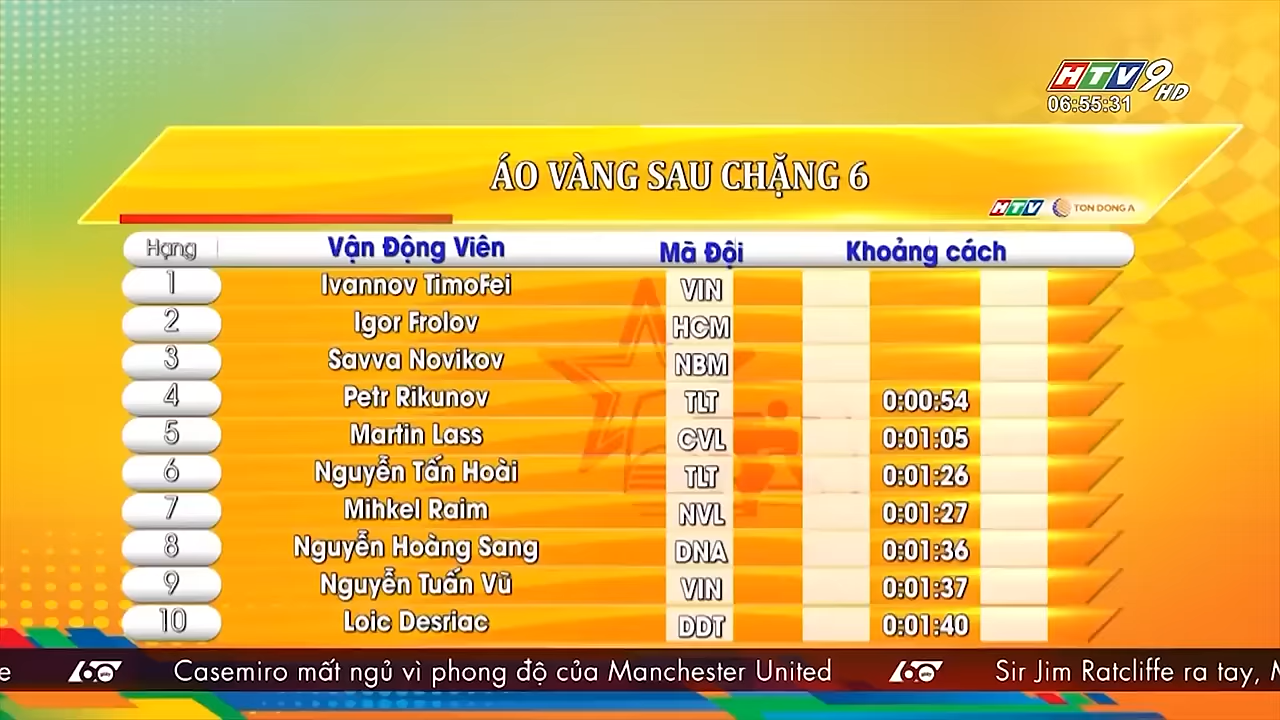 HTV9 HD
06:55:31
ÁO VÀNG SAU CHẶNG 6
HTV TON DONG A
Hạng Vận Động Viên Mã Đội Khoảng cách
1 Ivannov TimoFei VIN
2 Igor Frolov HCM
3 Savva Novikov NBM
4 Petr Rikunov TLT 0:00:54
5 Martin Lass CVL 0:01:05
6 Nguyễn Tấn Hoài TLT 0:01:26
7 Mihkel Raim NVL 0:01:27
8 Nguyễn Hoàng Sang DNA 0:01:36
9 Nguyễn Tuấn Vũ VIN 0:01:37
10 Loic Desriac DDT 0:01:40
e 60 giây Casemiro mất ngủ vì phong độ của Manchester United 60 giây Sir Jim Ratcliffe ra tay, M